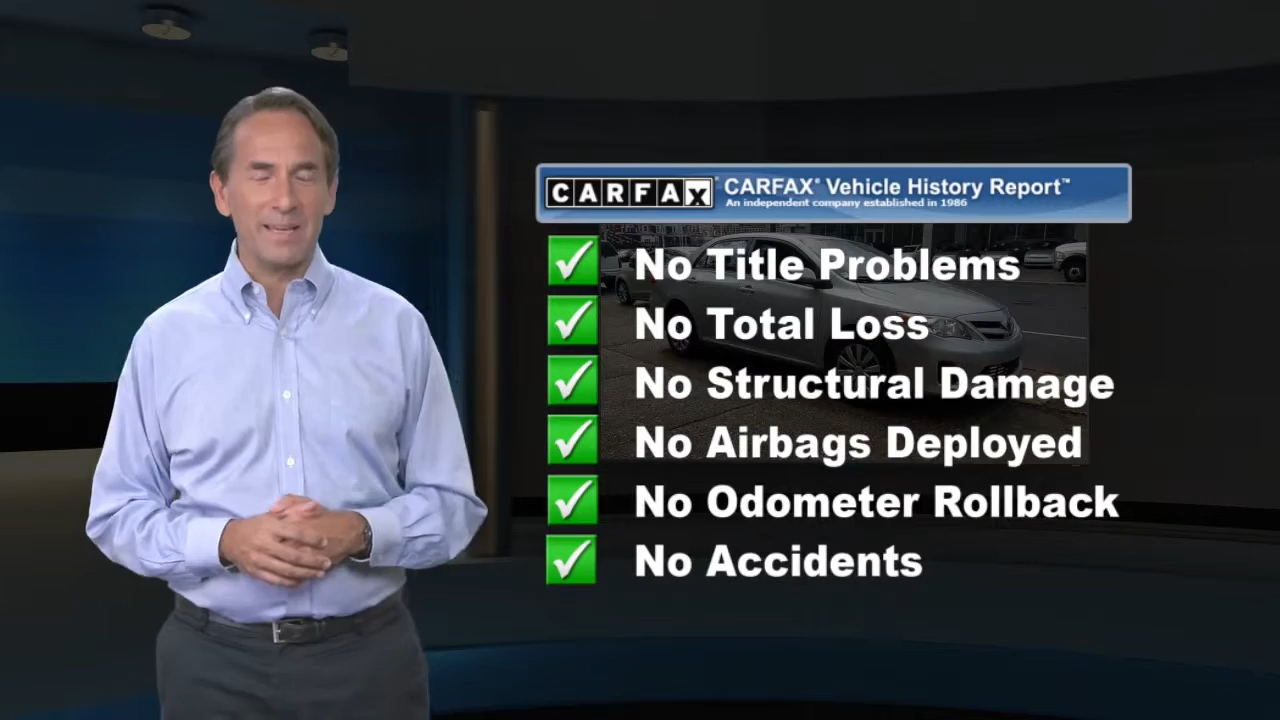 CARFAX® CARFAX® Vehicle History Report™
An independent company established in 1986
No Title Problems
No Total Loss
No Structural Damage
No Airbags Deployed
No Odometer Rollback
No Accidents